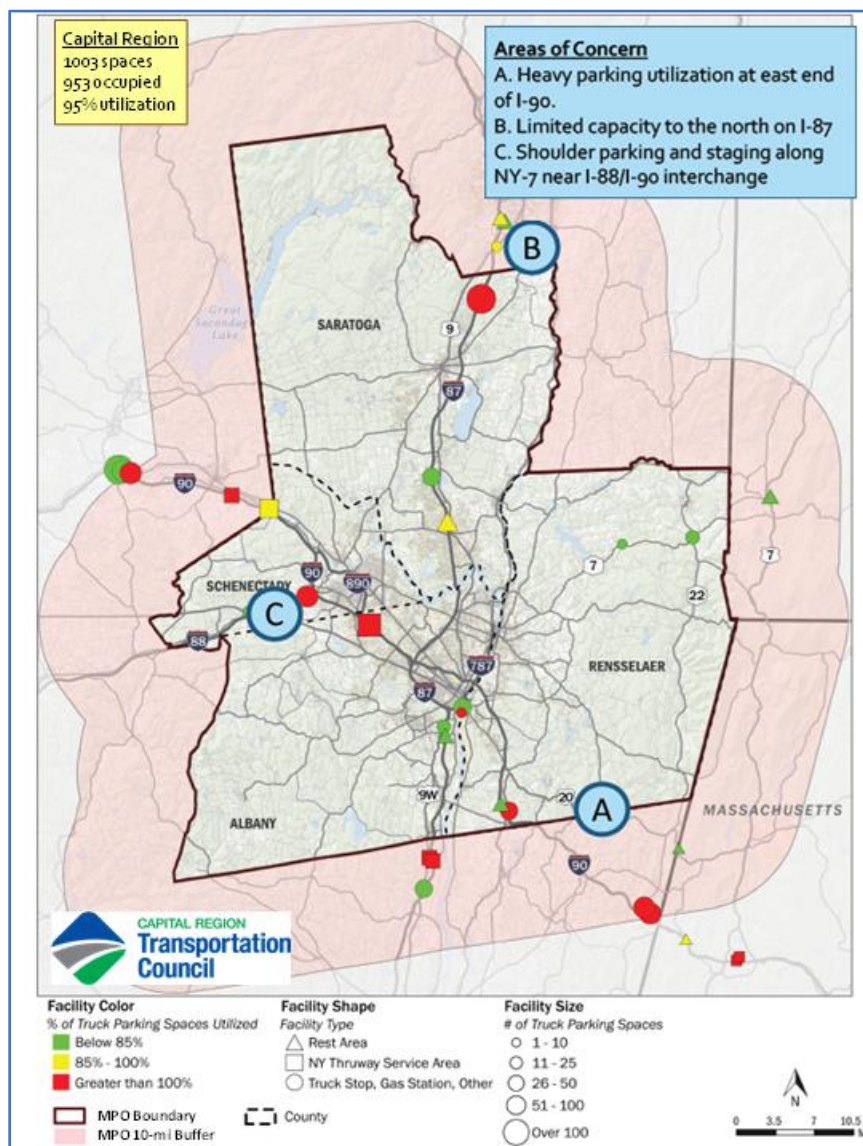 Capital Region
1003 spaces
953 occupied
95% utilization
Areas of Concern
A. Heavy parking utilization at east end
of I-90.
B. Limited capacity to the north on I-87
C. Shoulder parking and staging along
NY-7 near I-88/I-90 interchange
B
Great
Sacandaga
Lake
SARATOGA
9
87
90
7
SCHENECTADY
90
890
7
22
C
88
787
RENSSELAER
87
9W
20
A
MASSACHUSETTS
ALBANY
90
CAPITAL REGION
Transportation
Council
Facility Color
% of Truck Parking Spaces Utilized
Below 85%
85% - 100%
Greater than 100%
MPO Boundary
MPO 10-mi Buffer
Facility Shape
Facility Type
Rest Area
NY Thruway Service Area
Truck Stop, Gas Station, Other
County
Facility Size
# of Truck Parking Spaces
1 - 10
11 - 25
26 - 50
51 - 100
Over 100
N
0 3.5 7 10.5